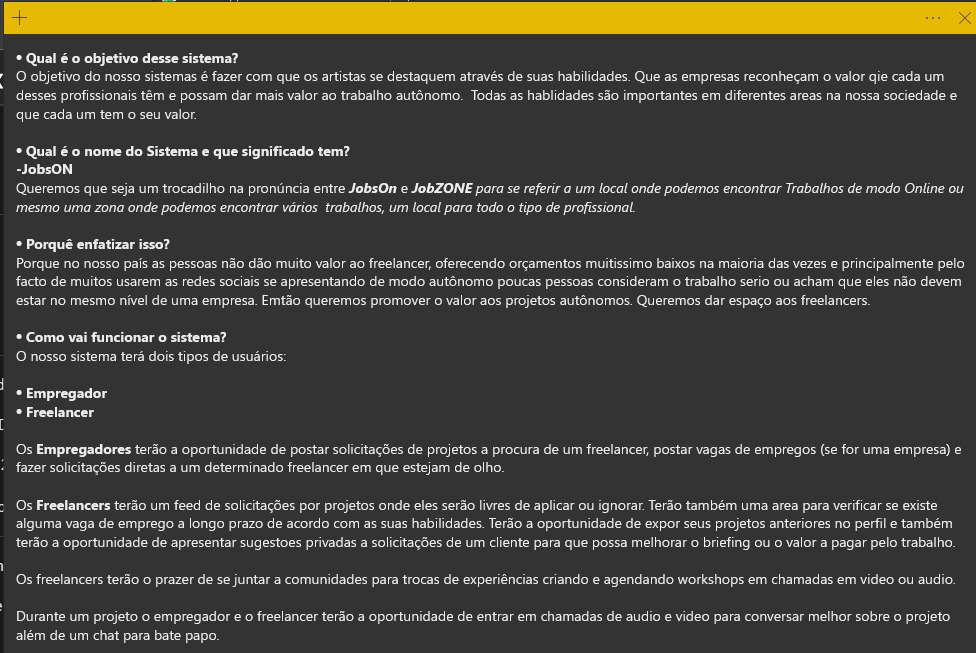 • Qual é o objetivo desse sistema?
O objetivo do nosso sistemas é fazer com que os artistas se destaquem através de suas habilidades. Que as empresas reconheçam o valor qie cada um
desses profissionais têm e possam dar mais valor ao trabalho autônomo.  Todas as hablidades são importantes em diferentes areas na nossa sociedade e
que cada um tem o seu valor.
• Qual é o nome do Sistema e que significado tem?
-JobsON
Queremos que seja um trocadilho na pronúncia entre JobsOn e JobZONE para se referir a um local onde podemos encontrar Trabalhos de modo Online ou
mesmo uma zona onde podemos encontrar vários  trabalhos, um local para todo o tipo de profissional.
• Porquê enfatizar isso?
Porque no nosso país as pessoas não dão muito valor ao freelancer, oferecendo orçamentos muitissimo baixos na maioria das vezes e principalmente pelo
facto de muitos usarem as redes sociais se apresentando de modo autônomo poucas pessoas consideram o trabalho serio ou acham que eles não devem
estar no mesmo nível de uma empresa. Emtão queremos promover o valor aos projetos autônomos. Queremos dar espaço aos freelancers.
• Como vai funcionar o sistema?
O nosso sistema terá dois tipos de usuários:
• Empregador
• Freelancer
Os Empregadores terão a oportunidade de postar solicitações de projetos a procura de um freelancer, postar vagas de empregos (se for uma empresa) e
fazer solicitações diretas a um determinado freelancer em que estejam de olho.
Os Freelancers terão um feed de solicitações por projetos onde eles serão livres de aplicar ou ignorar. Terão também uma area para verificar se existe
alguma vaga de emprego a longo prazo de acordo com as suas habilidades. Terão a oportunidade de expor seus projetos anteriores no perfil e também
terão a oportunidade de apresentar sugestoes privadas a solicitações de um cliente para que possa melhorar o briefing ou o valor a pagar pelo trabalho.
Os freelancers terão o prazer de se juntar a comunidades para trocas de experiências criando e agendando workshops em chamadas em video ou audio.
Durante um projeto o empregador e o freelancer terão a oportunidade de entrar em chamadas de audio e video para conversar melhor sobre o projeto
além de um chat para bate papo.